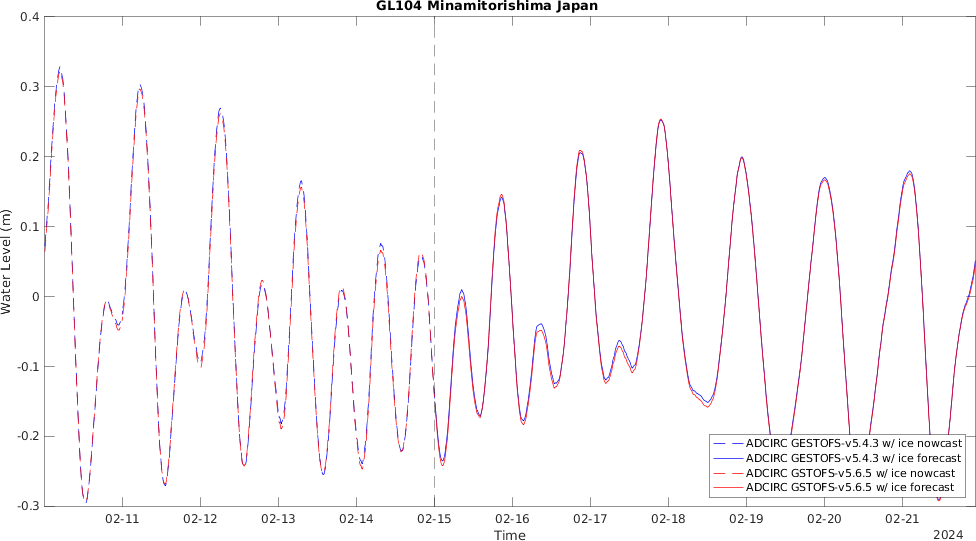 GL104 Minamitorishima Japan
Water Level (m)
0.4
0.3
0.2
0.1
0
-0.1
-0.2
-0.3
ADCIRC GESTOFS-v5.4.3 w/ ice nowcast
ADCIRC GESTOFS-v5.4.3 w/ ice forecast
ADCIRC GSTOFS-v5.6.5 w/ ice nowcast
ADCIRC GSTOFS-v5.6.5 w/ ice forecast
02-11 02-12 02-13 02-14 02-15 02-16 02-17 02-18 02-19 02-20 02-21
Time
2024